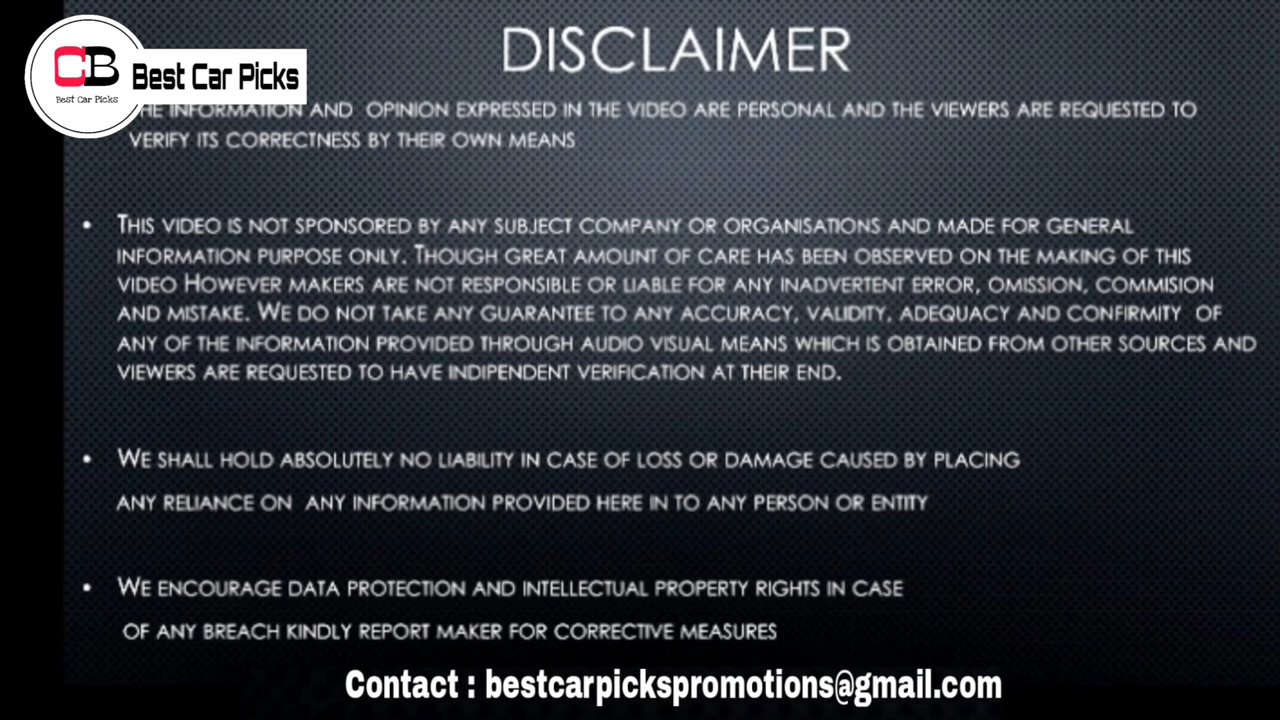 DISCLAIMER
CB
Best Car Picks
Best Car Picks
HE INFORMATION AND OPINION EXPRESSED IN THE VIDEO ARE PERSONAL AND THE VIEWERS ARE REQUESTED TO
VERIFY ITS CORRECTNESS BY THEIR OWN MEANS
• THIS VIDEO IS NOT SPONSORED BY ANY SUBJECT COMPANY OR ORGANISATIONS AND MADE FOR GENERAL
INFORMATION PURPOSE ONLY. THOUGH GREAT AMOUNT OF CARE HAS BEEN OBSERVED ON THE MAKING OF THIS
VIDEO HOWEVER MAKERS ARE NOT RESPONSIBLE OR LIABLE FOR ANY INADVERTENT ERROR, OMISSION, COMMISION
AND MISTAKE. WE DO NOT TAKE ANY GUARANTEE TO ANY ACCURACY, VALIDITY, ADEQUACY AND CONFIRMITY OF
ANY OF THE INFORMATION PROVIDED THROUGH AUDIO VISUAL MEANS WHICH IS OBTAINED FROM OTHER SOURCES AND
VIEWERS ARE REQUESTED TO HAVE INDIPENDENT VERIFICATION AT THEIR END.
• WE SHALL HOLD ABSOLUTELY NO LIABILITY IN CASE OF LOSS OR DAMAGE CAUSED BY PLACING
ANY RELIANCE ON ANY INFORMATION PROVIDED HERE IN TO ANY PERSON OR ENTITY
• WE ENCOURAGE DATA PROTECTION AND INTELLECTUAL PROPERTY RIGHTS IN CASE
OF ANY BREACH KINDLY REPORT MAKER FOR CORRECTIVE MEASURES
Contact : bestcarpickspromotions@gmail.com